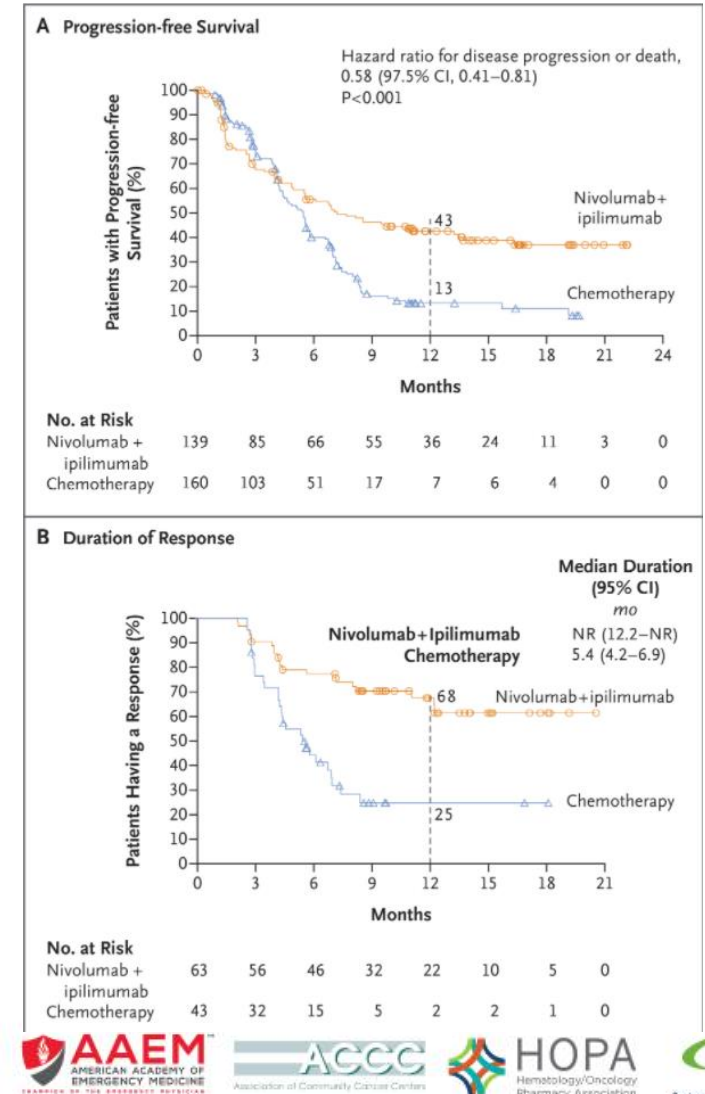 A Progression-free Survival
Hazard ratio for disease progression or death,
0.58 (97.5% CI, 0.41–0.81)
P<0.001
Patients with Progression-free
Survival (%)
100
90
80
70
60
50
40
30
20
10
0
43
13
Nivolumab+
ipilimumab
Chemotherapy
0 3 6 9 12 15 18 21 24
Months
No. at Risk
Nivolumab + 139 85 66 55 36 24 11 3 0
ipilimumab
Chemotherapy 160 103 51 17 7 6 4 0 0
B Duration of Response
Median Duration
(95% CI)
mo
Nivolumab+Ipilimumab NR (12.2–NR)
Chemotherapy 5.4 (4.2–6.9)
Patients Having a Response (%)
100
90
80
70
60
50
40
30
20
10
0
68
25
Nivolumab+ipilimumab
Chemotherapy
0 3 6 9 12 15 18 21
Months
No. at Risk
Nivolumab + 63 56 46 32 22 10 5 0
ipilimumab
Chemotherapy 43 32 15 5 2 2 1 0
AAEM
AMERICAN ACADEMY OF
EMERGENCY MEDICINE
CHAMPION OF THE EMERGENCY PHYSICIAN
ACCC
Association of Community Cancer Centers
HOPA
Hematology/Oncology
Pharmacy Association